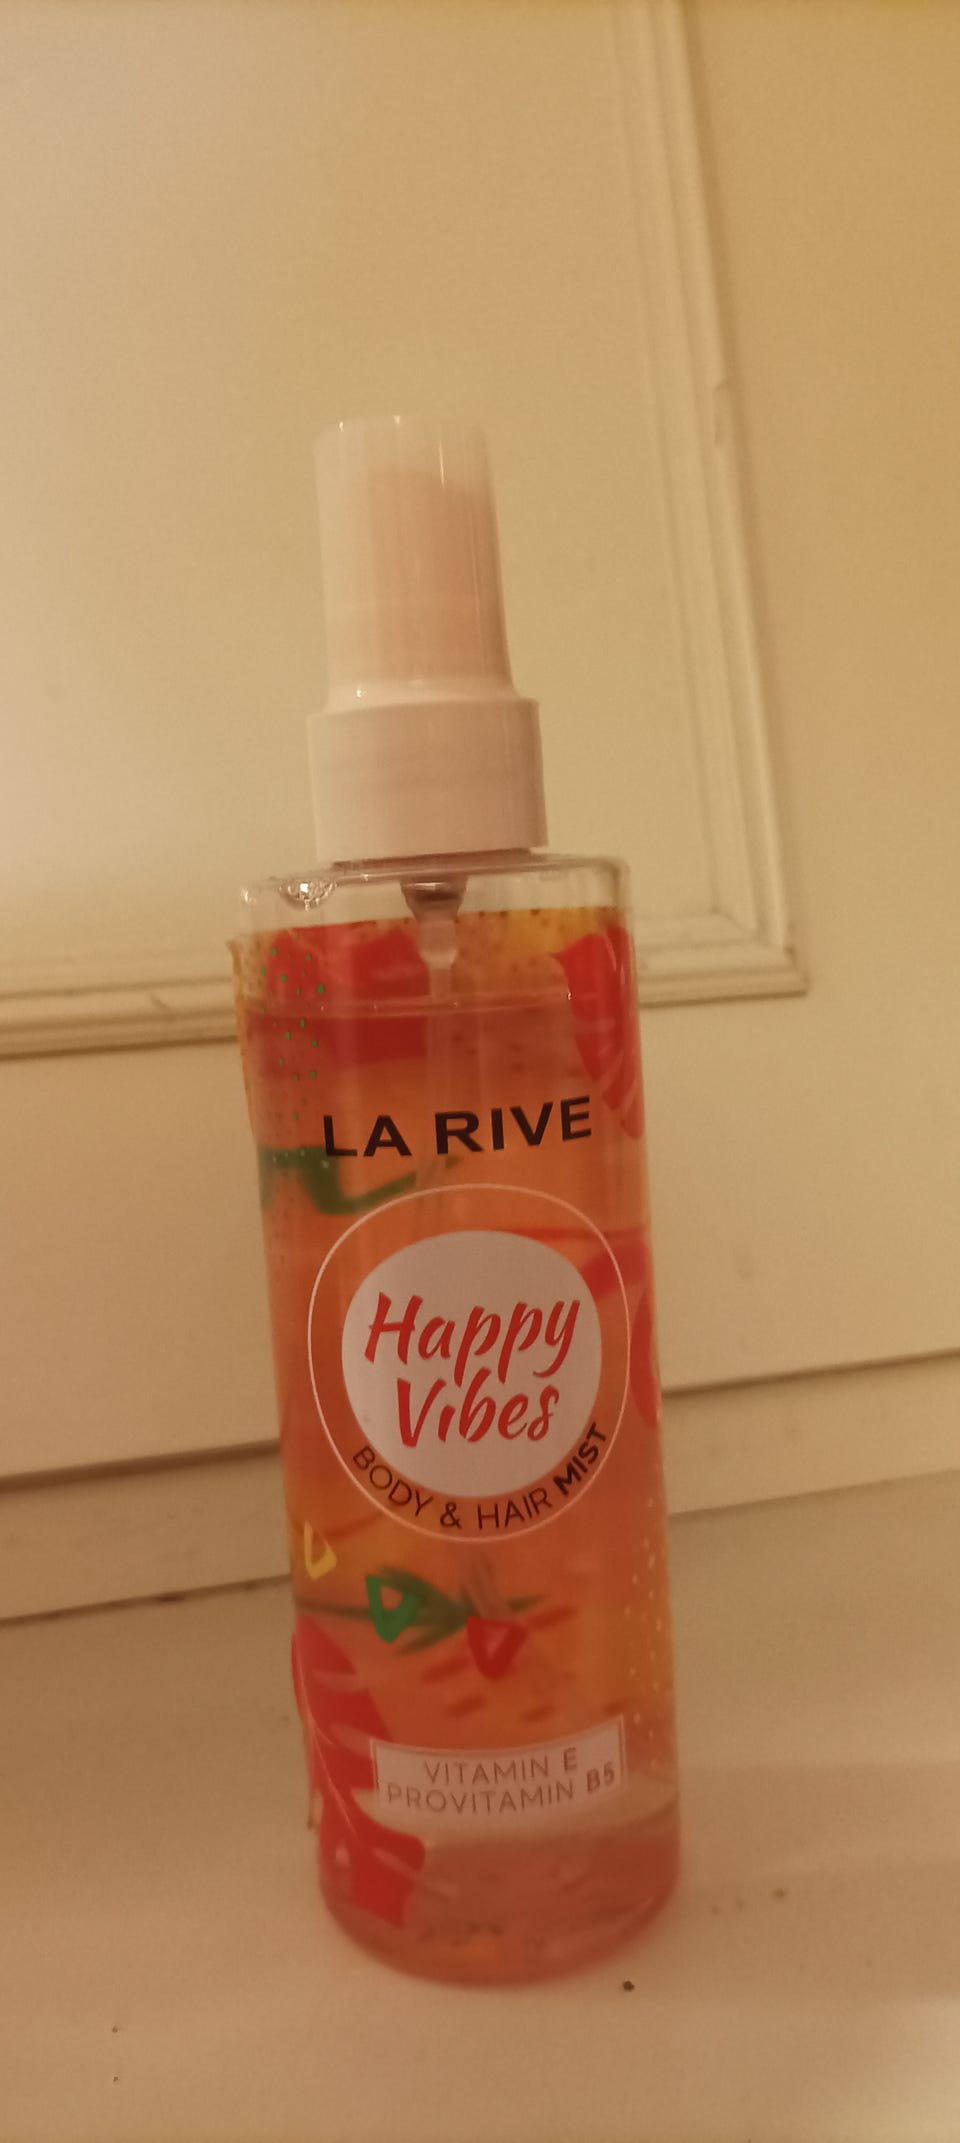 LA RIVE
Happy
Vibes
BODY & HAIR MIST
VITAMIN E
PROVITAMIN B5